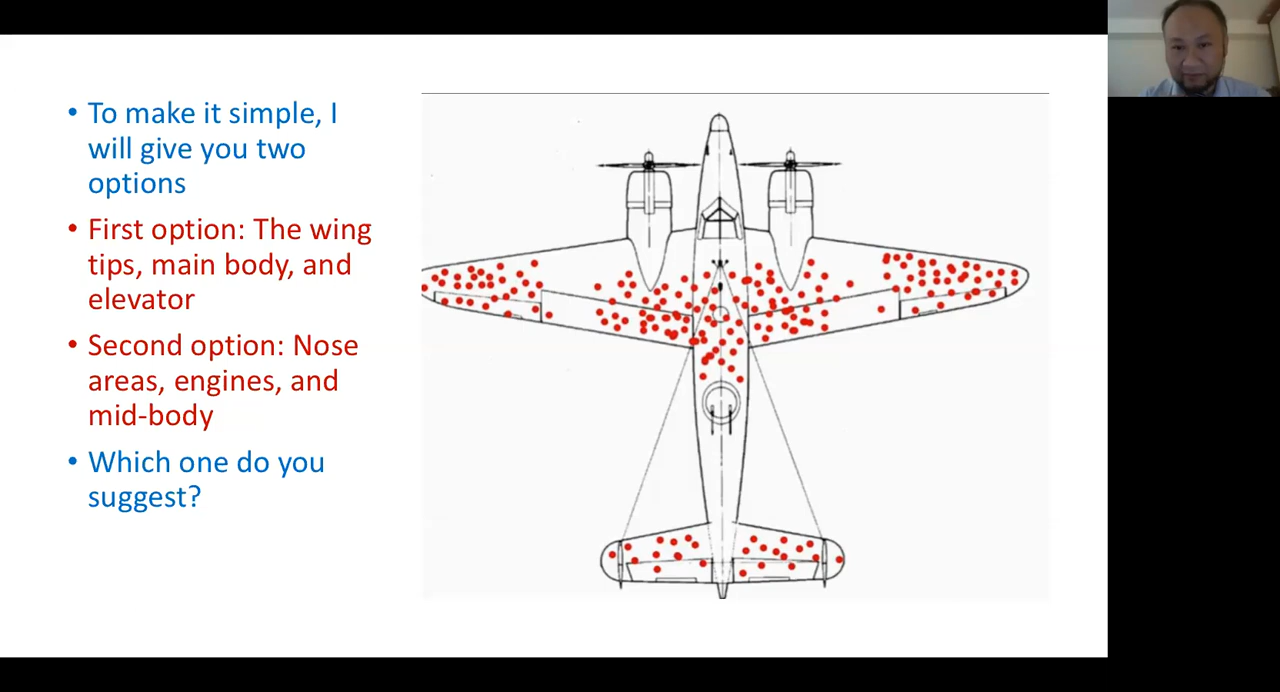 • To make it simple, I
will give you two
options
• First option: The wing
tips, main body, and
elevator
• Second option: Nose
areas, engines, and
mid-body
• Which one do you
suggest?